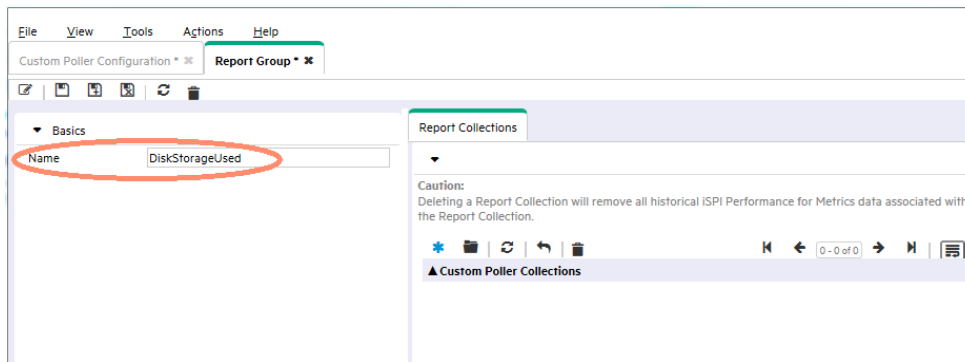 File View Tools Actions Help
Custom Poller Configuration * ✖ Report Group * ✖
Basics
Name DiskStorageUsed
Report Collections
Caution:
Deleting a Report Collection will remove all historical iSPI Performance for Metrics data associated with
the Report Collection.
0 - 0 of 0
▲ Custom Poller Collections